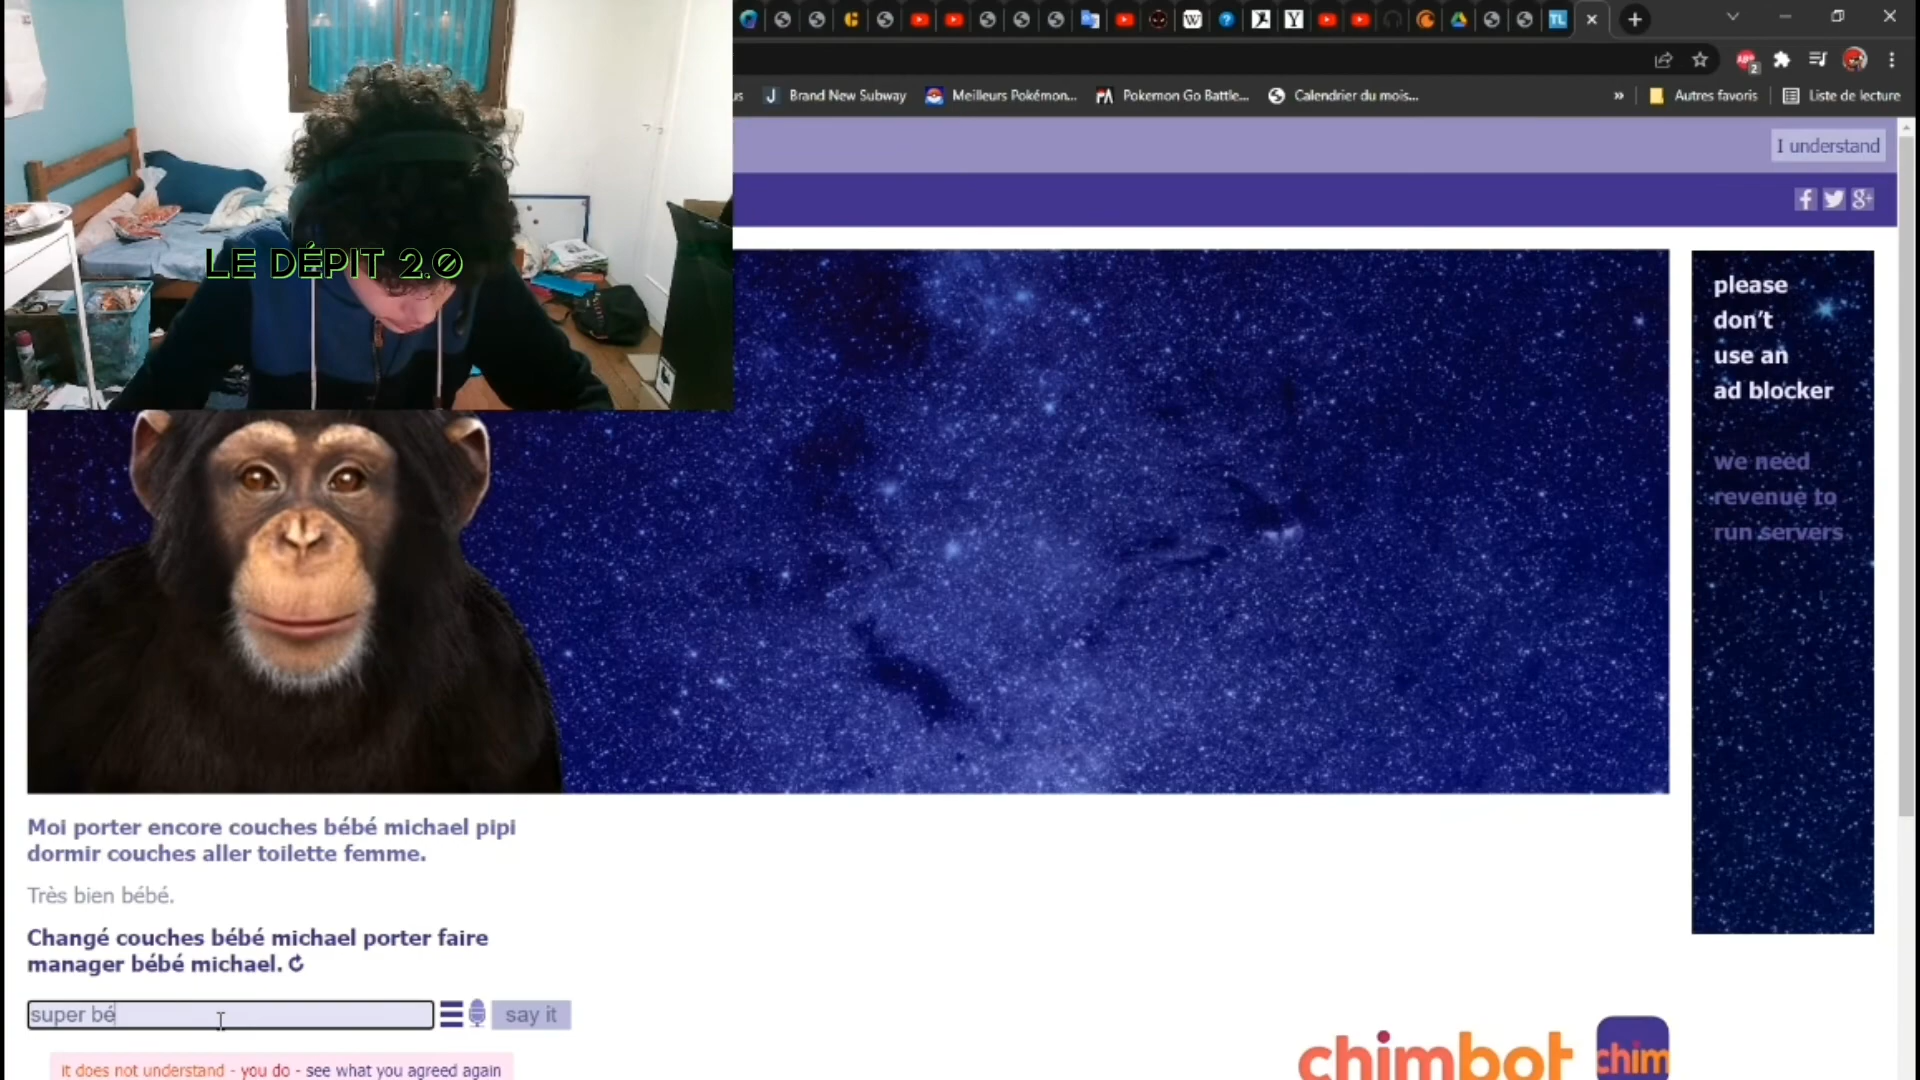 J Brand New Subway Meilleurs Pokémon... Pokemon Go Battle... Calendrier du mois... » Autres favoris Liste de lecture
I understand
LE DÉPIT 2.0
please
don't
use an
ad blocker
we need
revenue to
run servers
Moi porter encore couches bébé michael pipi
dormir couches aller toilette femme.
Très bien bébé.
Changé couches bébé michael porter faire
manager bébé michael.
super bé
say it
it does not understand - you do - see what you agreed again
chimbot
chim